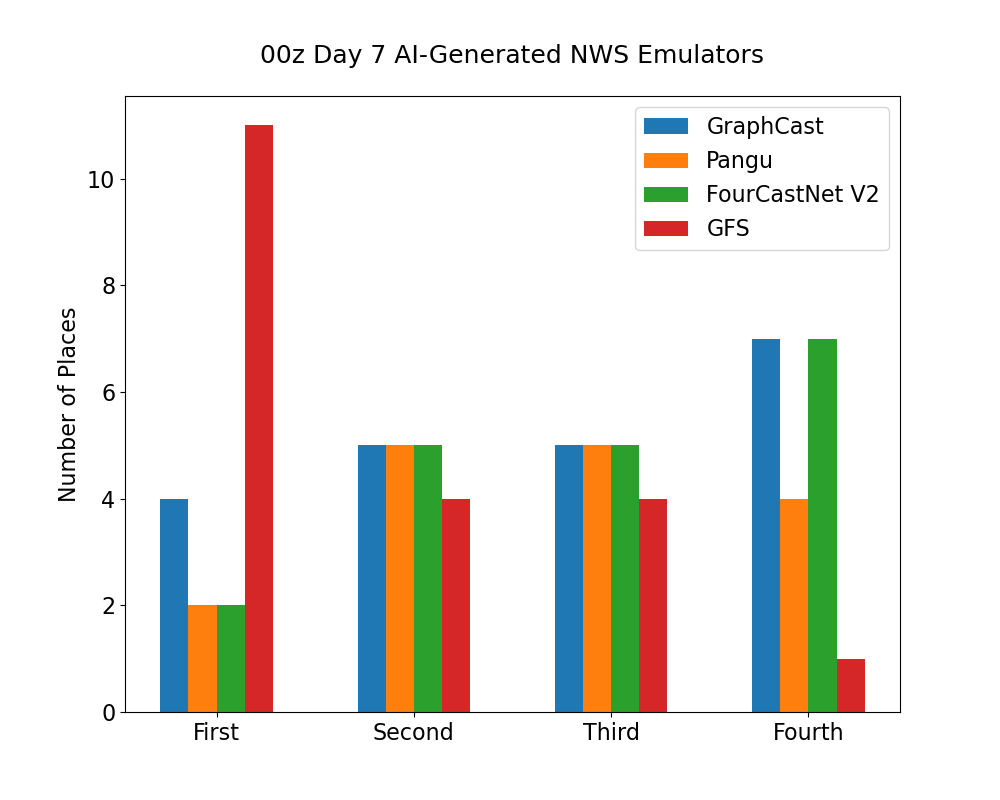 00z Day 7 AI-Generated NWS Emulators
GraphCast
Pangu
FourCastNet V2
GFS
Number of Places
10
8
6
4
2
0
First
Second
Third
Fourth